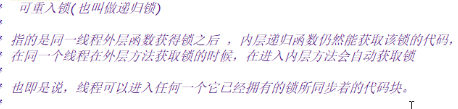 * 可重入锁(也叫做递归锁)
*
* 指的是同一线程外层函数获得锁之后 ,内层递归函数仍然能获取该锁的代码,
* 在同一个线程在外层方法获取锁的时候,在进入内层方法会自动获取锁
*
* 也即是说,线程可以进入任何一个它已经拥有的锁所同步着的代码块。
*